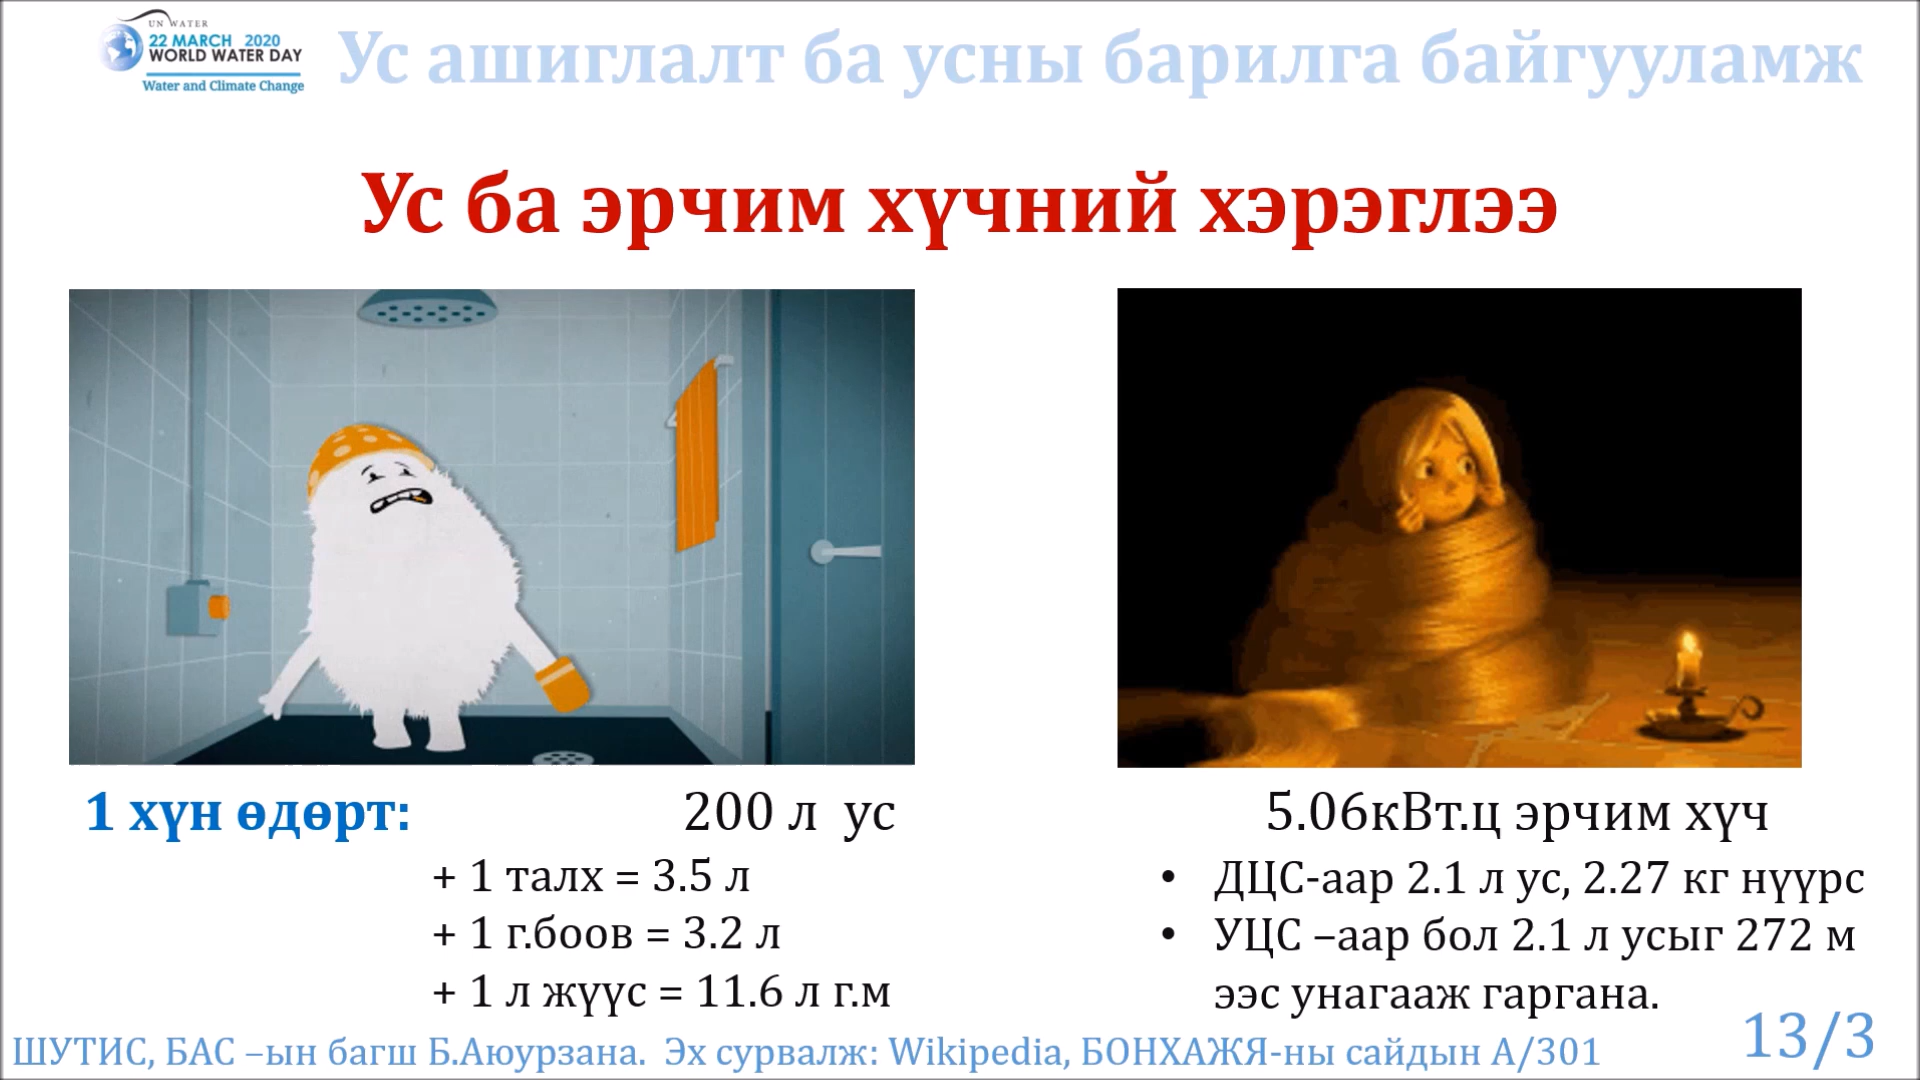 UN WATER
22 MARCH 2020
WORLD WATER DAY
Water and Climate Change
Ус ашиглалт ба усны барилга байгууламж
Ус ба эрчим хүчний хэрэглээ
1 хүн өдөрт: 200 л ус
+ 1 талх = 3.5 л
+ 1 г.боов = 3.2 л
+ 1 л жүүс = 11.6 л г.м
5.06кВт.ц эрчим хүч
• ДЦС-аар 2.1 л ус, 2.27 кг нүүрс
• УЦС –аар бол 2.1 л усыг 272 м
ээс унагааж гаргана.
ШУТИС, БАС –ын багш Б.Аюурзана. Эх сурвалж: Wikipedia, БОНХАЖЯ-ны сайдын А/301
13/3